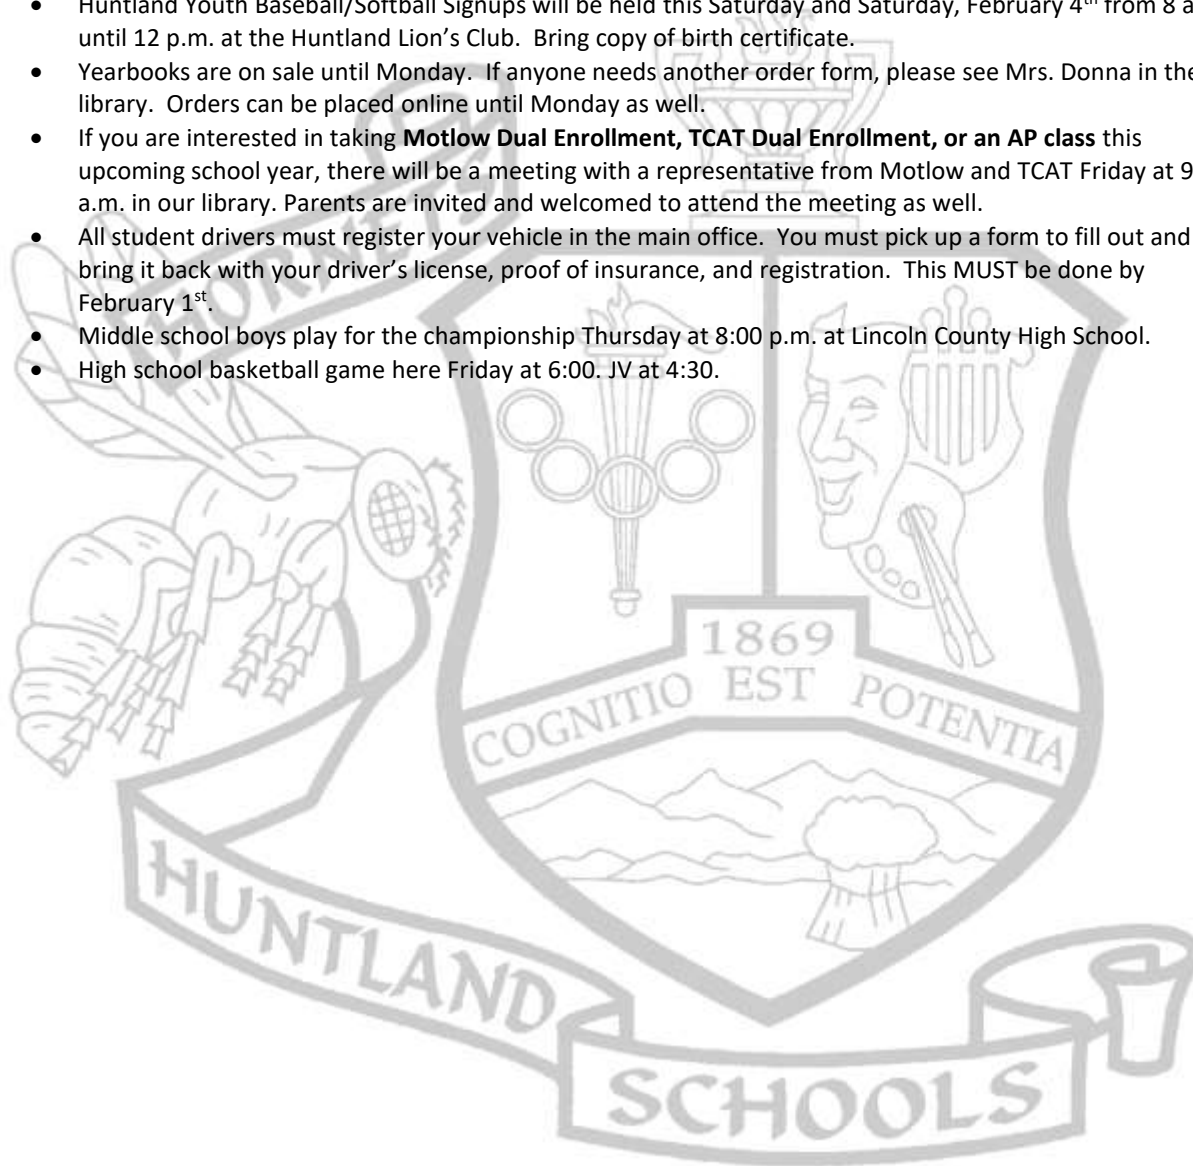 • Huntland Youth Baseball/Softball Signups will be held this Saturday and Saturday, February 4th from 8 a
until 12 p.m. at the Huntland Lion’s Club.  Bring copy of birth certificate.
• Yearbooks are on sale until Monday.  If anyone needs another order form, please see Mrs. Donna in the
library.  Orders can be placed online until Monday as well.
• If you are interested in taking Motlow Dual Enrollment, TCAT Dual Enrollment, or an AP class this
upcoming school year, there will be a meeting with a representative from Motlow and TCAT Friday at 9
a.m. in our library. Parents are invited and welcomed to attend the meeting as well.
• All student drivers must register your vehicle in the main office.  You must pick up a form to fill out and
bring it back with your driver’s license, proof of insurance, and registration.  This MUST be done by
February 1st.
• Middle school boys play for the championship Thursday at 8:00 p.m. at Lincoln County High School.
• High school basketball game here Friday at 6:00. JV at 4:30.
HORNETS
1869
COGNITIO EST POTENTIA
HUNTLAND
SCHOOLS